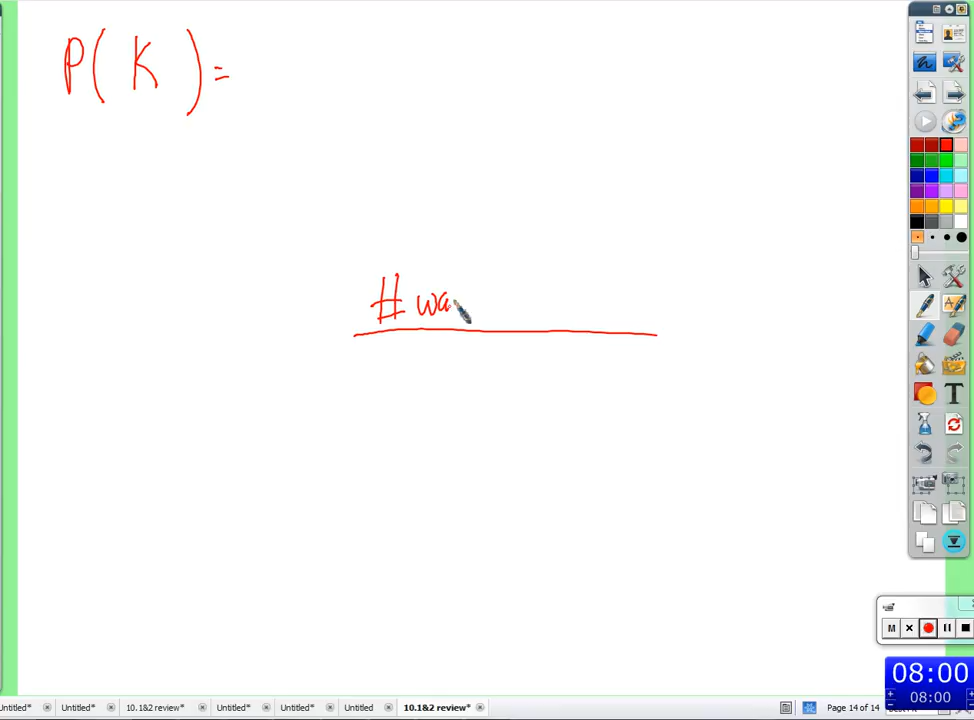 P( K ) =
# wa
M
08:00
08:00
Untitled* Untitled* 10.1&2 review* Untitled* Untitled* Untitled 10.1&2 review* Page 14 of 14